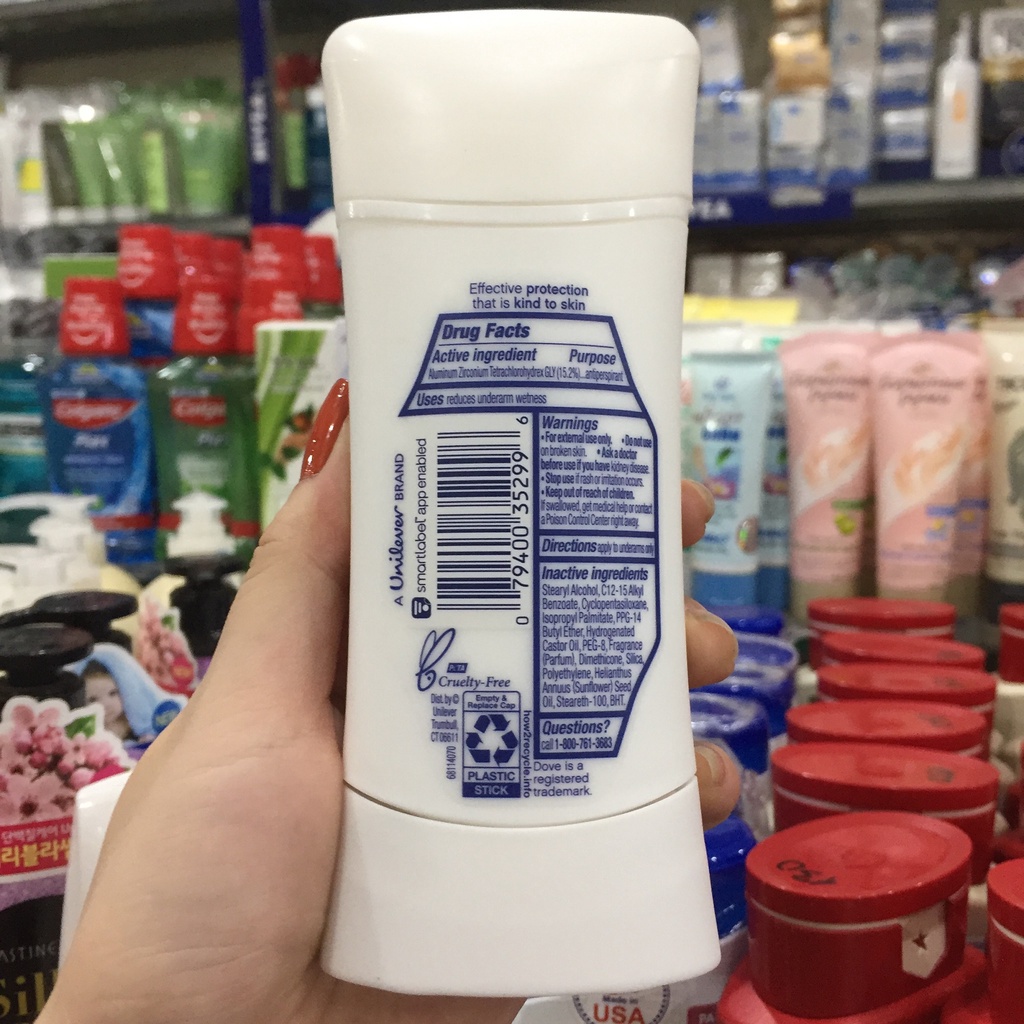 Effective protection
that is kind to skin
Drug Facts
Active ingredient Purpose
Aluminum Zirconium Tetrachlorohydrex GLY (15.2%)...antiperspirant
Uses reduces underarm wetness
Warnings
• For external use only. • Do not use
on broken skin. • Ask a doctor
before use if you have kidney disease.
• Stop use if rash or irritation occurs.
• Keep out of reach of children.
If swallowed, get medical help or contact
a Poison Control Center right away.
Directions apply to underarms only
Inactive ingredients
Stearyl Alcohol, C12-15 Alkyl
Benzoate, Cyclopentasiloxane,
Isopropyl Palmitate, PPG-14
Butyl Ether, Hydrogenated
Castor Oil, PEG-8, Fragrance
(Parfum), Dimethicone, Silica,
Polyethylene, Helianthus
Annuus (Sunflower) Seed
Oil, Steareth-100, BHT.
Questions?
call 1-800-761-3683
A Unilever BRAND
smartlabel app enabled
0 79400 35299 6
PETA
Cruelty-Free
Dist. by ©
Unilever
Trumbull,
CT 06611
68114070
Empty &
Replace Cap
PLASTIC
STICK
how2recycle.info
Dove is a
registered
trademark.
NIVEA
Colgate
Plax
Made in
USA